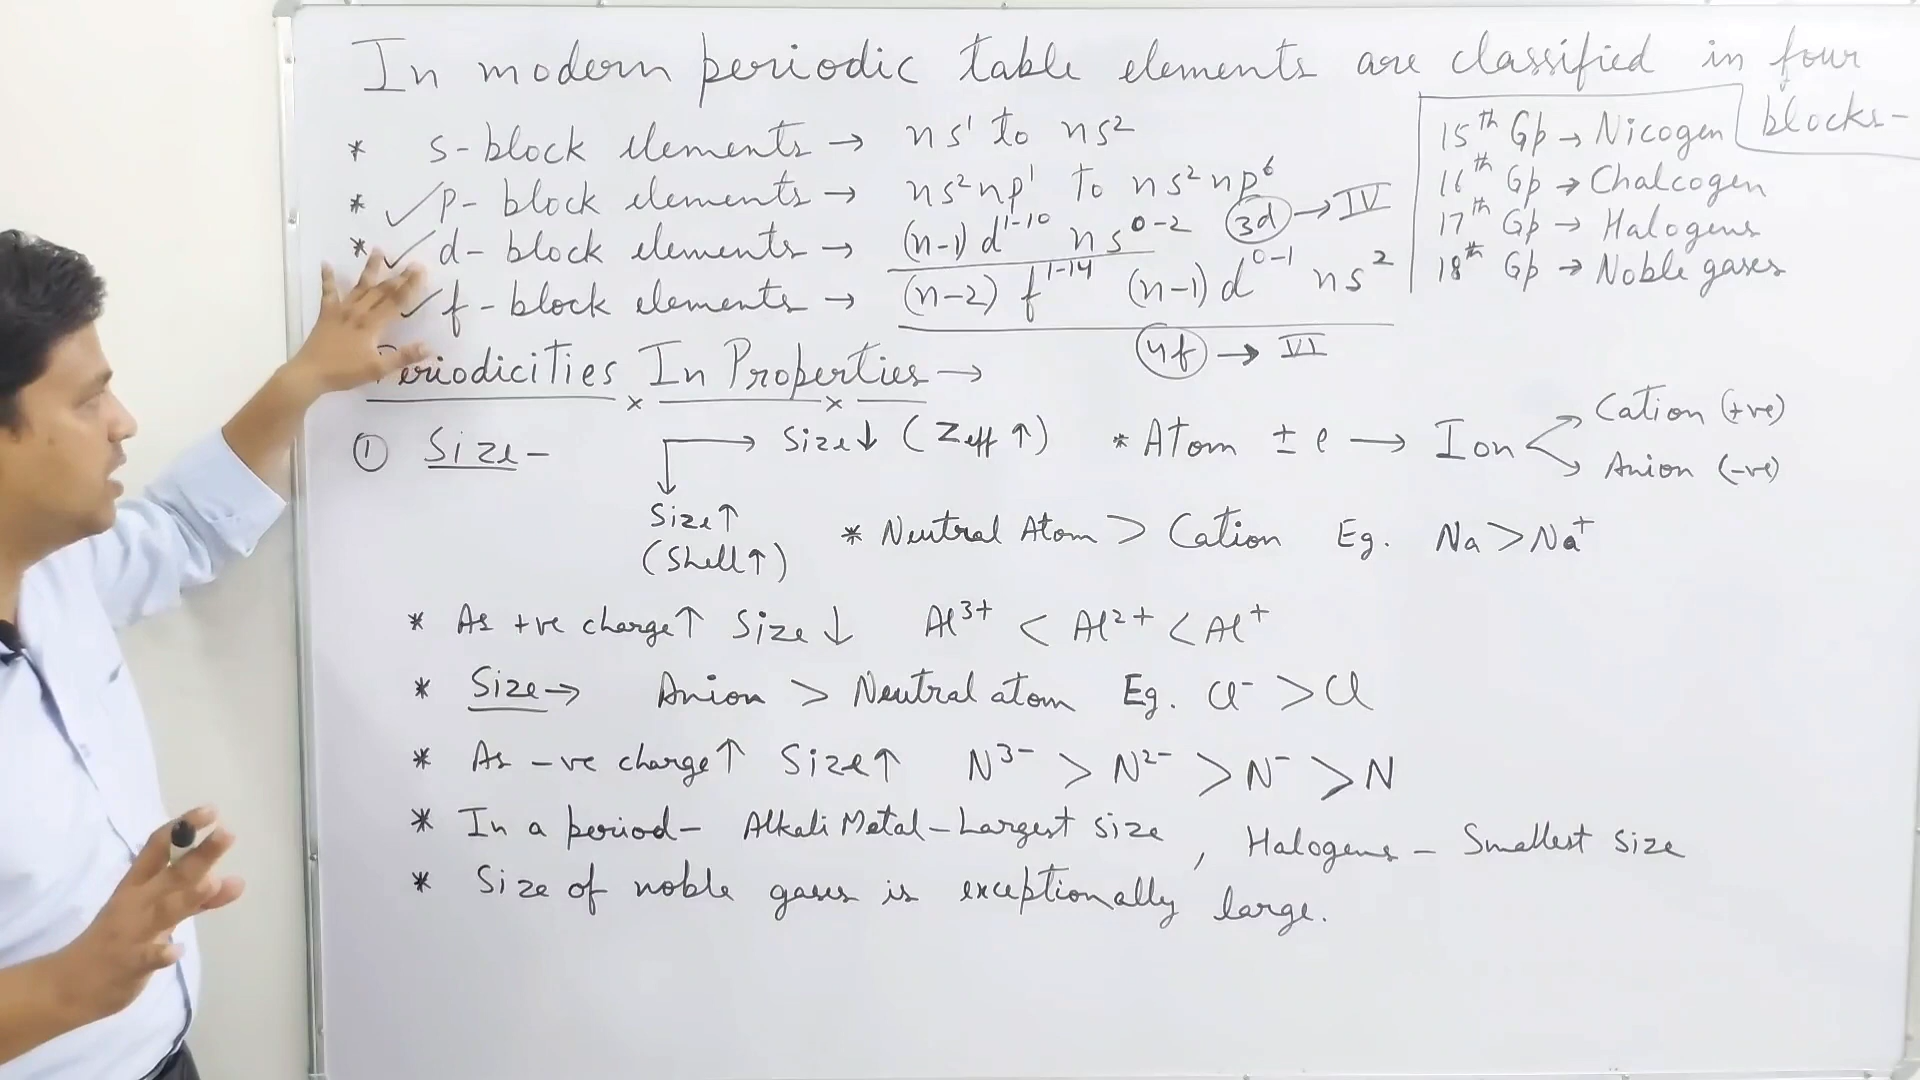 In modern periodic table elements are classified in four
blocks-
* s-block elements → ns¹ to ns²
* ✓ p-block elements → ns²np¹ to ns²np⁶
* ✓ d-block elements → (n-1)d¹⁻¹⁰ ns⁰⁻² 3d → IV
✓ f-block elements → (n-2)f¹⁻¹⁴ (n-1)d⁰⁻¹ ns²
4f → VI
15th Gp → Nicogen
16th Gp → Chalcogen
17th Gp → Halogens
18th Gp → Noble gases
Periodicities In Properties →
① Size- → Size↓ (Zeff ↑)
Size↑
(Shell↑)
* Atom ± e → Ion
Cation (+ve)
Anion (-ve)
* Neutral Atom > Cation Eg. Na > Na⁺
* As +ve charge↑ Size ↓ Al³⁺ < Al²⁺ < Al⁺
* Size → Anion > Neutral atom Eg. Cl⁻ > Cl
* As -ve charge↑ Size↑ N³⁻ > N²⁻ > N⁻ > N
* In a period- Alkali Metal-Largest size, Halogens - Smallest size
* Size of noble gases is exceptionally large.